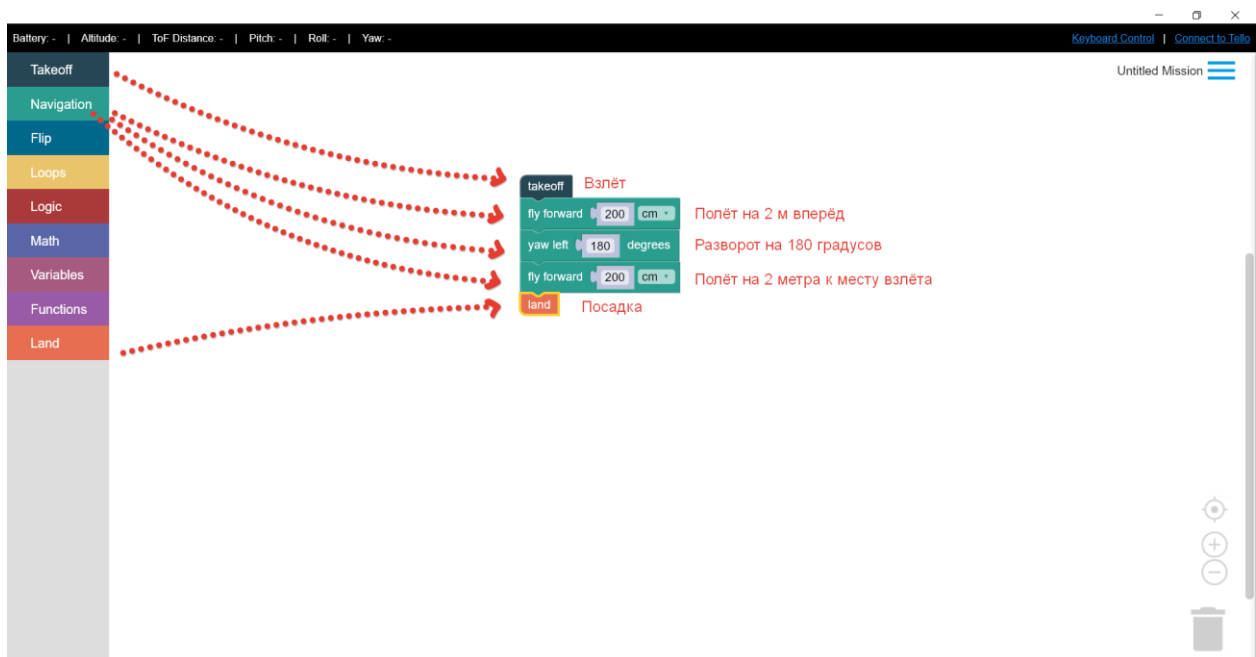 Battery: - | Altitude: - | ToF Distance: - | Pitch: - | Roll: - | Yaw: - Keyboard Control | Connect to Tello
Untitled Mission
Takeoff
Navigation
Flip
Loops
Logic
Math
Variables
Functions
Land
takeoff Взлёт
fly forward 200 cm Полёт на 2 м вперёд
yaw left 180 degrees Разворот на 180 градусов
fly forward 200 cm Полёт на 2 метра к месту взлёта
land Посадка